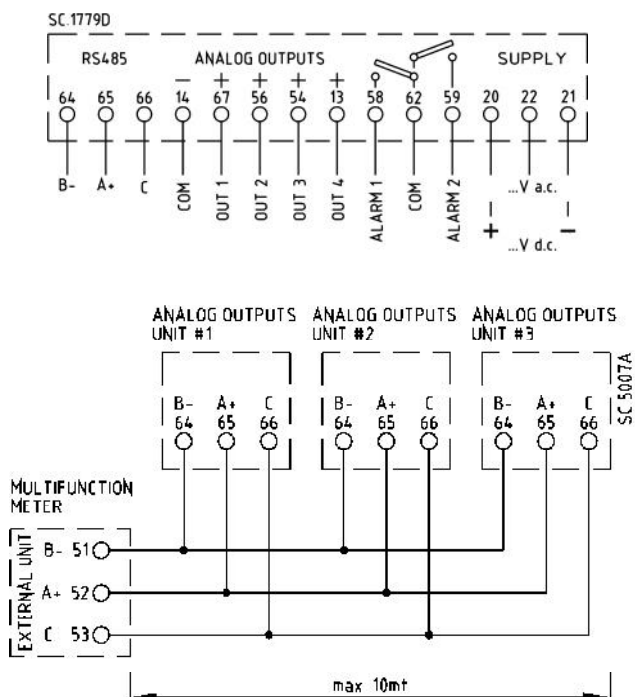 SC.1779D
RS485 ANALOG OUTPUTS SUPPLY
− + + + +
64 65 66 14 67 56 54 13 58 62 59 20 22 21
B- A+ C COM OUT 1 OUT 2 OUT 3 OUT 4 ALARM 1 COM ALARM 2 ...V a.c.
+ ...V d.c. −
ANALOG OUTPUTS UNIT #1
ANALOG OUTPUTS UNIT #2
ANALOG OUTPUTS UNIT #3
SC 5007A
B- A+ C B- A+ C B- A+ C
64 65 66 64 65 66 64 65 66
MULTIFUNCTION
METER
EXTERNAL UNIT
B- 51
A+ 52
C 53
max 10mt